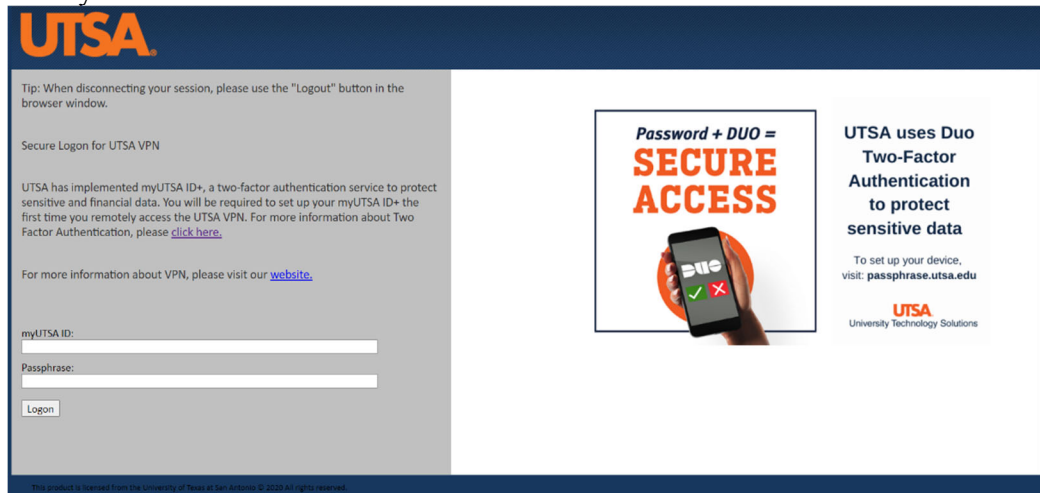 UTSA.
Tip: When disconnecting your session, please use the "Logout" button in the
browser window.
Secure Logon for UTSA VPN
UTSA has implemented myUTSA ID+, a two-factor authentication service to protect
sensitive and financial data. You will be required to set up your myUTSA ID+ the
first time you remotely access the UTSA VPN. For more information about Two
Factor Authentication, please click here.
For more information about VPN, please visit our website.
myUTSA ID:
Passphrase:
Logon
Password + DUO =
SECURE
ACCESS
DUO
UTSA uses Duo
Two-Factor
Authentication
to protect
sensitive data
To set up your device,
visit: passphrase.utsa.edu
UTSA
University Technology Solutions
This product is licensed from the University of Texas at San Antonio © 2020 All rights reserved.